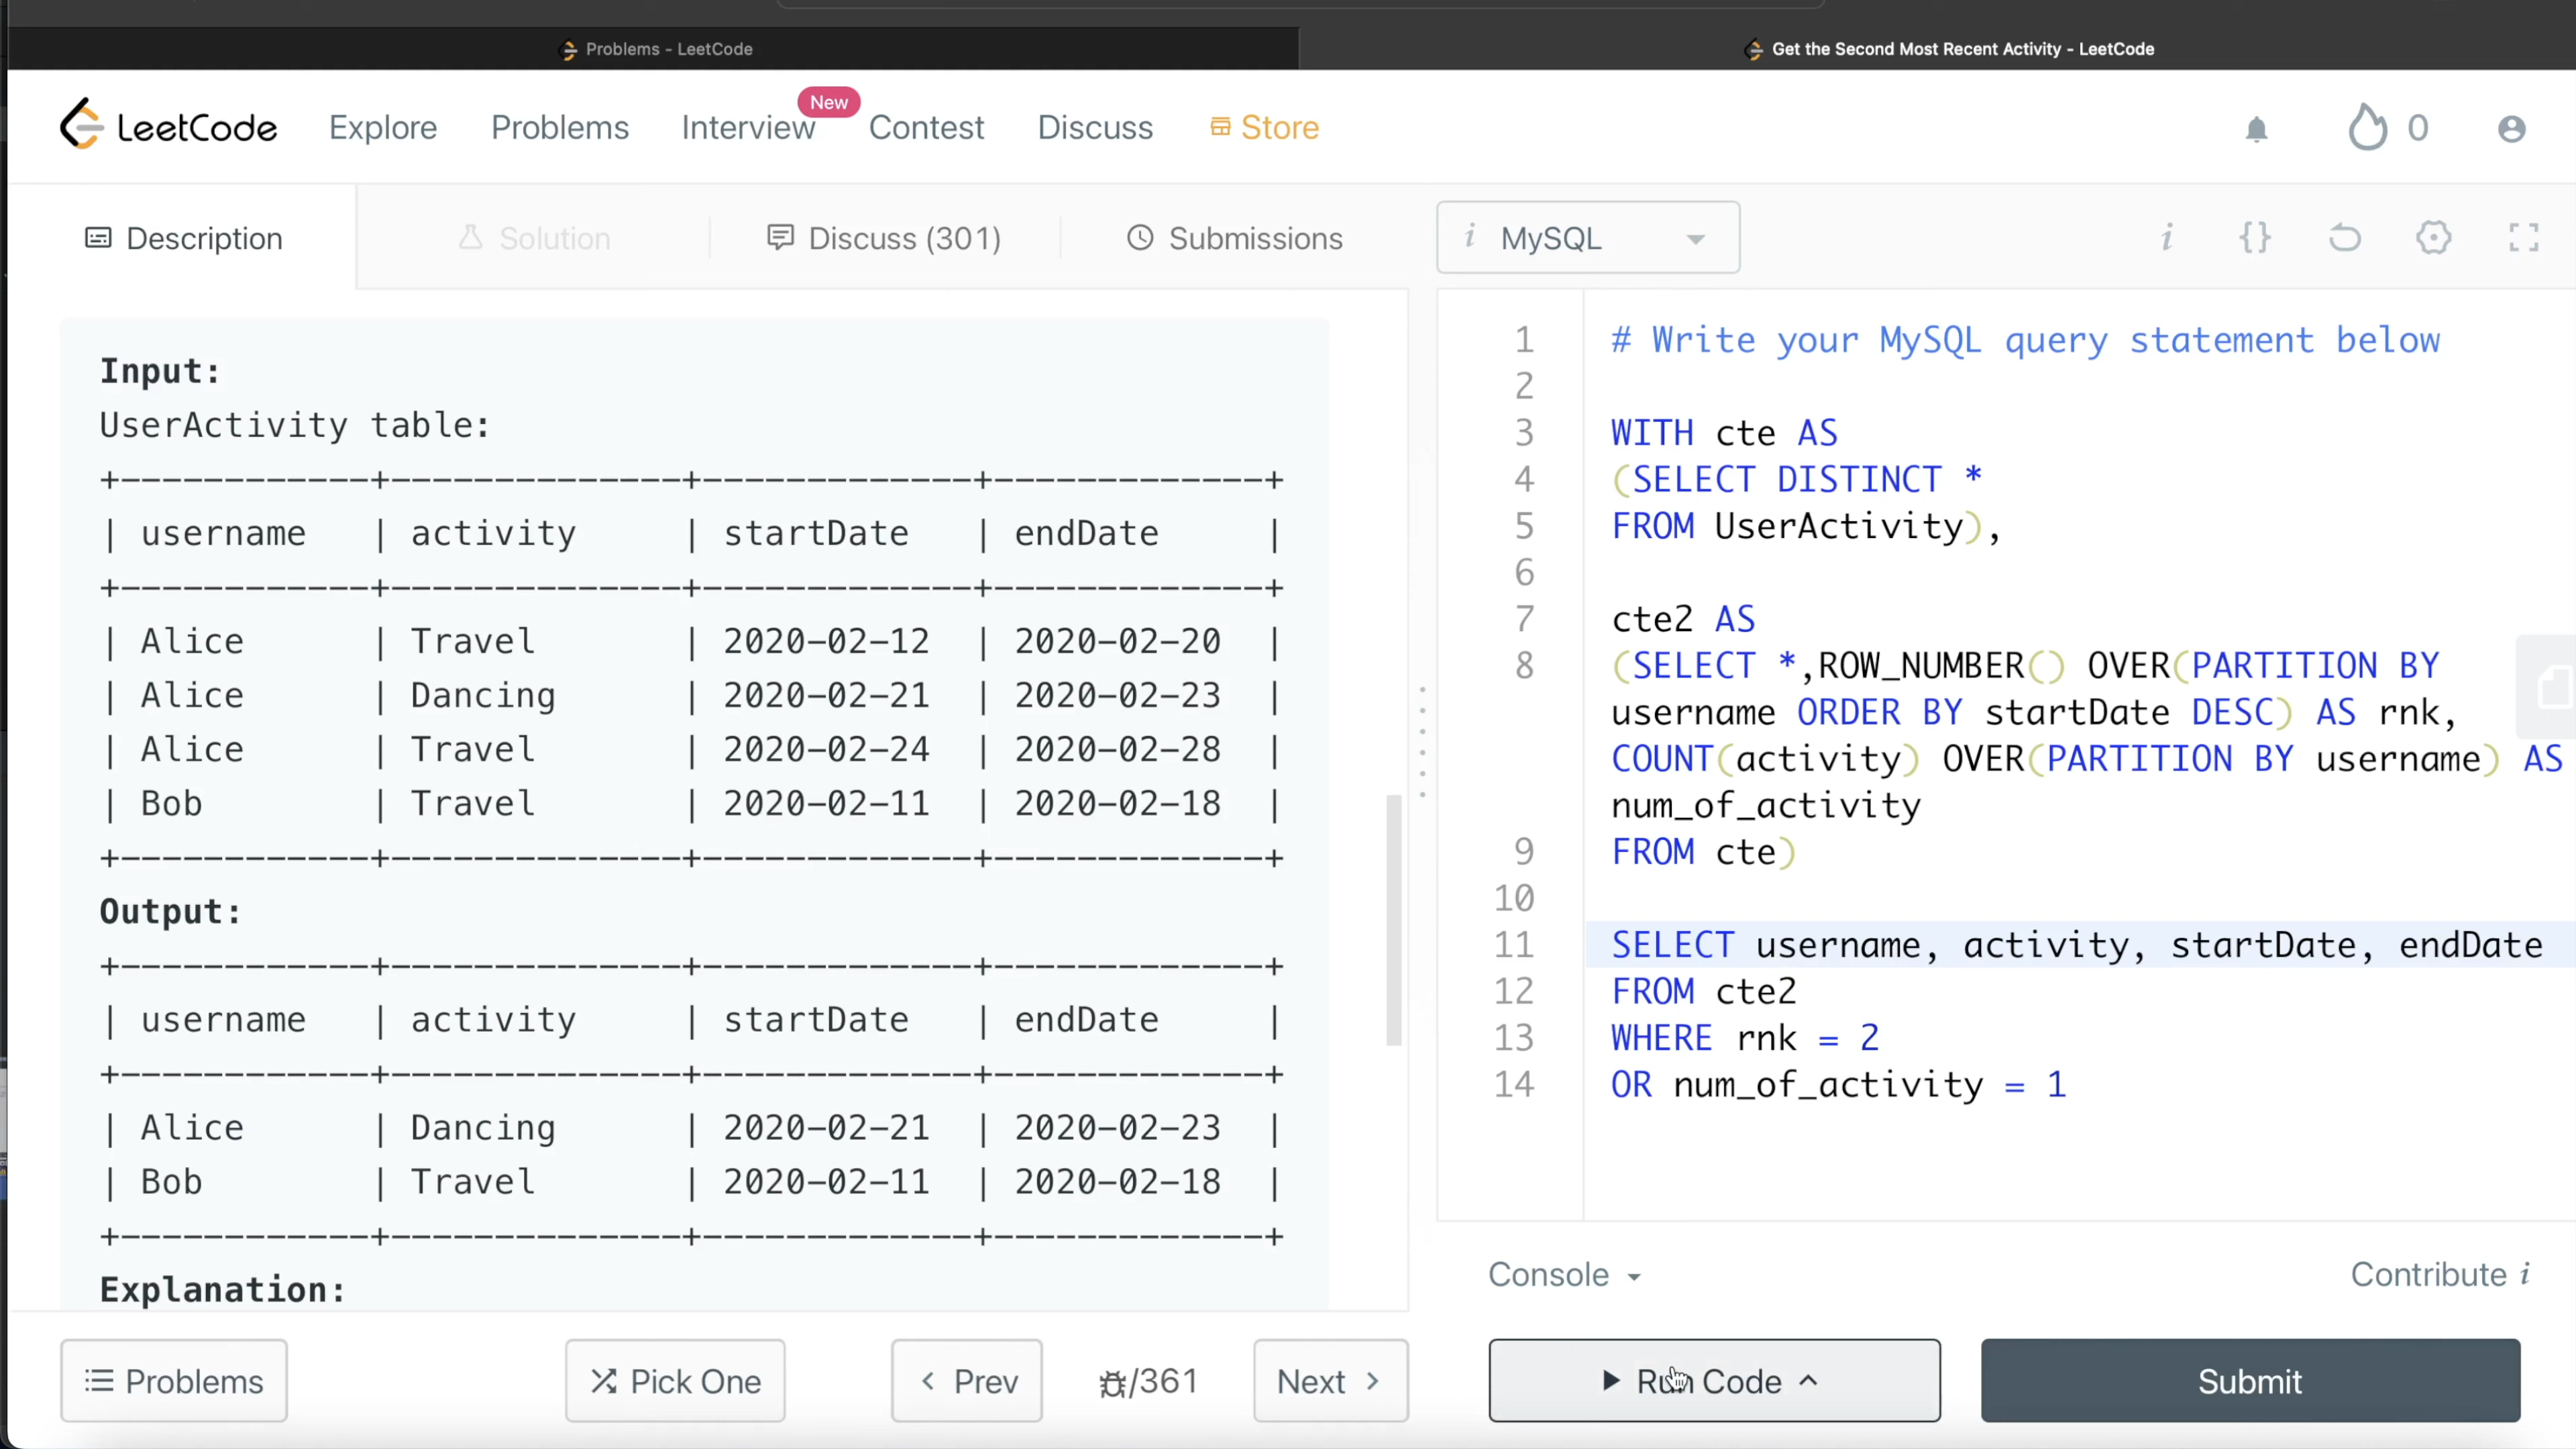 Problems - LeetCode
Get the Second Most Recent Activity - LeetCode
LeetCode Explore Problems Interview New Contest Discuss Store 0
Description Solution Discuss (301) Submissions
i MySQL i {}
Input:
UserActivity table:
+------------+--------------+-------------+-------------+
| username   | activity     | startDate   | endDate     |
+------------+--------------+-------------+-------------+
| Alice      | Travel       | 2020-02-12  | 2020-02-20  |
| Alice      | Dancing      | 2020-02-21  | 2020-02-23  |
| Alice      | Travel       | 2020-02-24  | 2020-02-28  |
| Bob        | Travel       | 2020-02-11  | 2020-02-18  |
+------------+--------------+-------------+-------------+
Output:
+------------+--------------+-------------+-------------+
| username   | activity     | startDate   | endDate     |
+------------+--------------+-------------+-------------+
| Alice      | Dancing      | 2020-02-21  | 2020-02-23  |
| Bob        | Travel       | 2020-02-11  | 2020-02-18  |
+------------+--------------+-------------+-------------+
Explanation:
1 # Write your MySQL query statement below
2
3 WITH cte AS
4 (SELECT DISTINCT *
5 FROM UserActivity),
6
7 cte2 AS
8 (SELECT *,ROW_NUMBER() OVER(PARTITION BY
username ORDER BY startDate DESC) AS rnk,
COUNT(activity) OVER(PARTITION BY username) AS
num_of_activity
9 FROM cte)
10
11 SELECT username, activity, startDate, endDate
12 FROM cte2
13 WHERE rnk = 2
14 OR num_of_activity = 1
Console
Contribute i
Problems
Pick One
< Prev
/361
Next >
Run Code
Submit